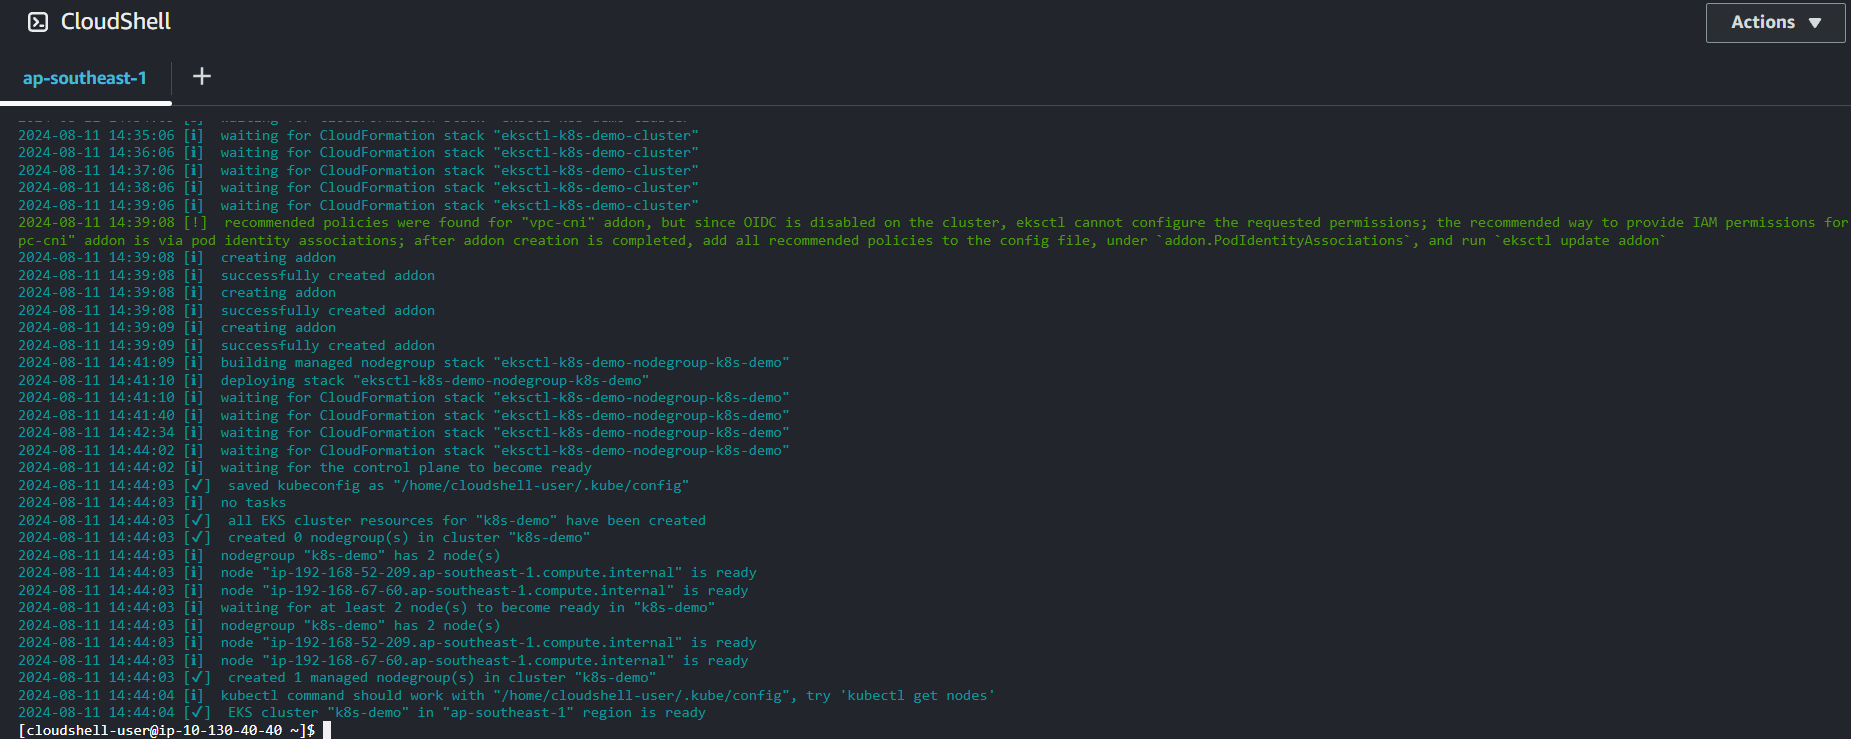 CloudShell
Actions
ap-southeast-1
2024-08-11 14:35:06 [ℹ]  waiting for CloudFormation stack "eksctl-k8s-demo-cluster"
2024-08-11 14:36:06 [ℹ]  waiting for CloudFormation stack "eksctl-k8s-demo-cluster"
2024-08-11 14:37:06 [ℹ]  waiting for CloudFormation stack "eksctl-k8s-demo-cluster"
2024-08-11 14:38:06 [ℹ]  waiting for CloudFormation stack "eksctl-k8s-demo-cluster"
2024-08-11 14:39:06 [ℹ]  waiting for CloudFormation stack "eksctl-k8s-demo-cluster"
2024-08-11 14:39:08 [!]  recommended policies were found for "vpc-cni" addon, but since OIDC is disabled on the cluster, eksctl cannot configure the requested permissions; the recommended way to provide IAM permissions for
pc-cni" addon is via pod identity associations; after addon creation is completed, add all recommended policies to the config file, under `addon.PodIdentityAssociations`, and run `eksctl update addon`
2024-08-11 14:39:08 [ℹ]  creating addon
2024-08-11 14:39:08 [ℹ]  successfully created addon
2024-08-11 14:39:08 [ℹ]  creating addon
2024-08-11 14:39:08 [ℹ]  successfully created addon
2024-08-11 14:39:09 [ℹ]  creating addon
2024-08-11 14:39:09 [ℹ]  successfully created addon
2024-08-11 14:41:09 [ℹ]  building managed nodegroup stack "eksctl-k8s-demo-nodegroup-k8s-demo"
2024-08-11 14:41:10 [ℹ]  deploying stack "eksctl-k8s-demo-nodegroup-k8s-demo"
2024-08-11 14:41:10 [ℹ]  waiting for CloudFormation stack "eksctl-k8s-demo-nodegroup-k8s-demo"
2024-08-11 14:41:40 [ℹ]  waiting for CloudFormation stack "eksctl-k8s-demo-nodegroup-k8s-demo"
2024-08-11 14:42:34 [ℹ]  waiting for CloudFormation stack "eksctl-k8s-demo-nodegroup-k8s-demo"
2024-08-11 14:44:02 [ℹ]  waiting for CloudFormation stack "eksctl-k8s-demo-nodegroup-k8s-demo"
2024-08-11 14:44:02 [ℹ]  waiting for the control plane to become ready
2024-08-11 14:44:03 [✓]  saved kubeconfig as "/home/cloudshell-user/.kube/config"
2024-08-11 14:44:03 [ℹ]  no tasks
2024-08-11 14:44:03 [✓]  all EKS cluster resources for "k8s-demo" have been created
2024-08-11 14:44:03 [✓]  created 0 nodegroup(s) in cluster "k8s-demo"
2024-08-11 14:44:03 [ℹ]  nodegroup "k8s-demo" has 2 node(s)
2024-08-11 14:44:03 [ℹ]  node "ip-192-168-52-209.ap-southeast-1.compute.internal" is ready
2024-08-11 14:44:03 [ℹ]  node "ip-192-168-67-60.ap-southeast-1.compute.internal" is ready
2024-08-11 14:44:03 [ℹ]  waiting for at least 2 node(s) to become ready in "k8s-demo"
2024-08-11 14:44:03 [ℹ]  nodegroup "k8s-demo" has 2 node(s)
2024-08-11 14:44:03 [ℹ]  node "ip-192-168-52-209.ap-southeast-1.compute.internal" is ready
2024-08-11 14:44:03 [ℹ]  node "ip-192-168-67-60.ap-southeast-1.compute.internal" is ready
2024-08-11 14:44:03 [✓]  created 1 managed nodegroup(s) in cluster "k8s-demo"
2024-08-11 14:44:04 [ℹ]  kubectl command should work with "/home/cloudshell-user/.kube/config", try 'kubectl get nodes'
2024-08-11 14:44:04 [✓]  EKS cluster "k8s-demo" in "ap-southeast-1" region is ready
[cloudshell-user@ip-10-130-40-40 ~]$